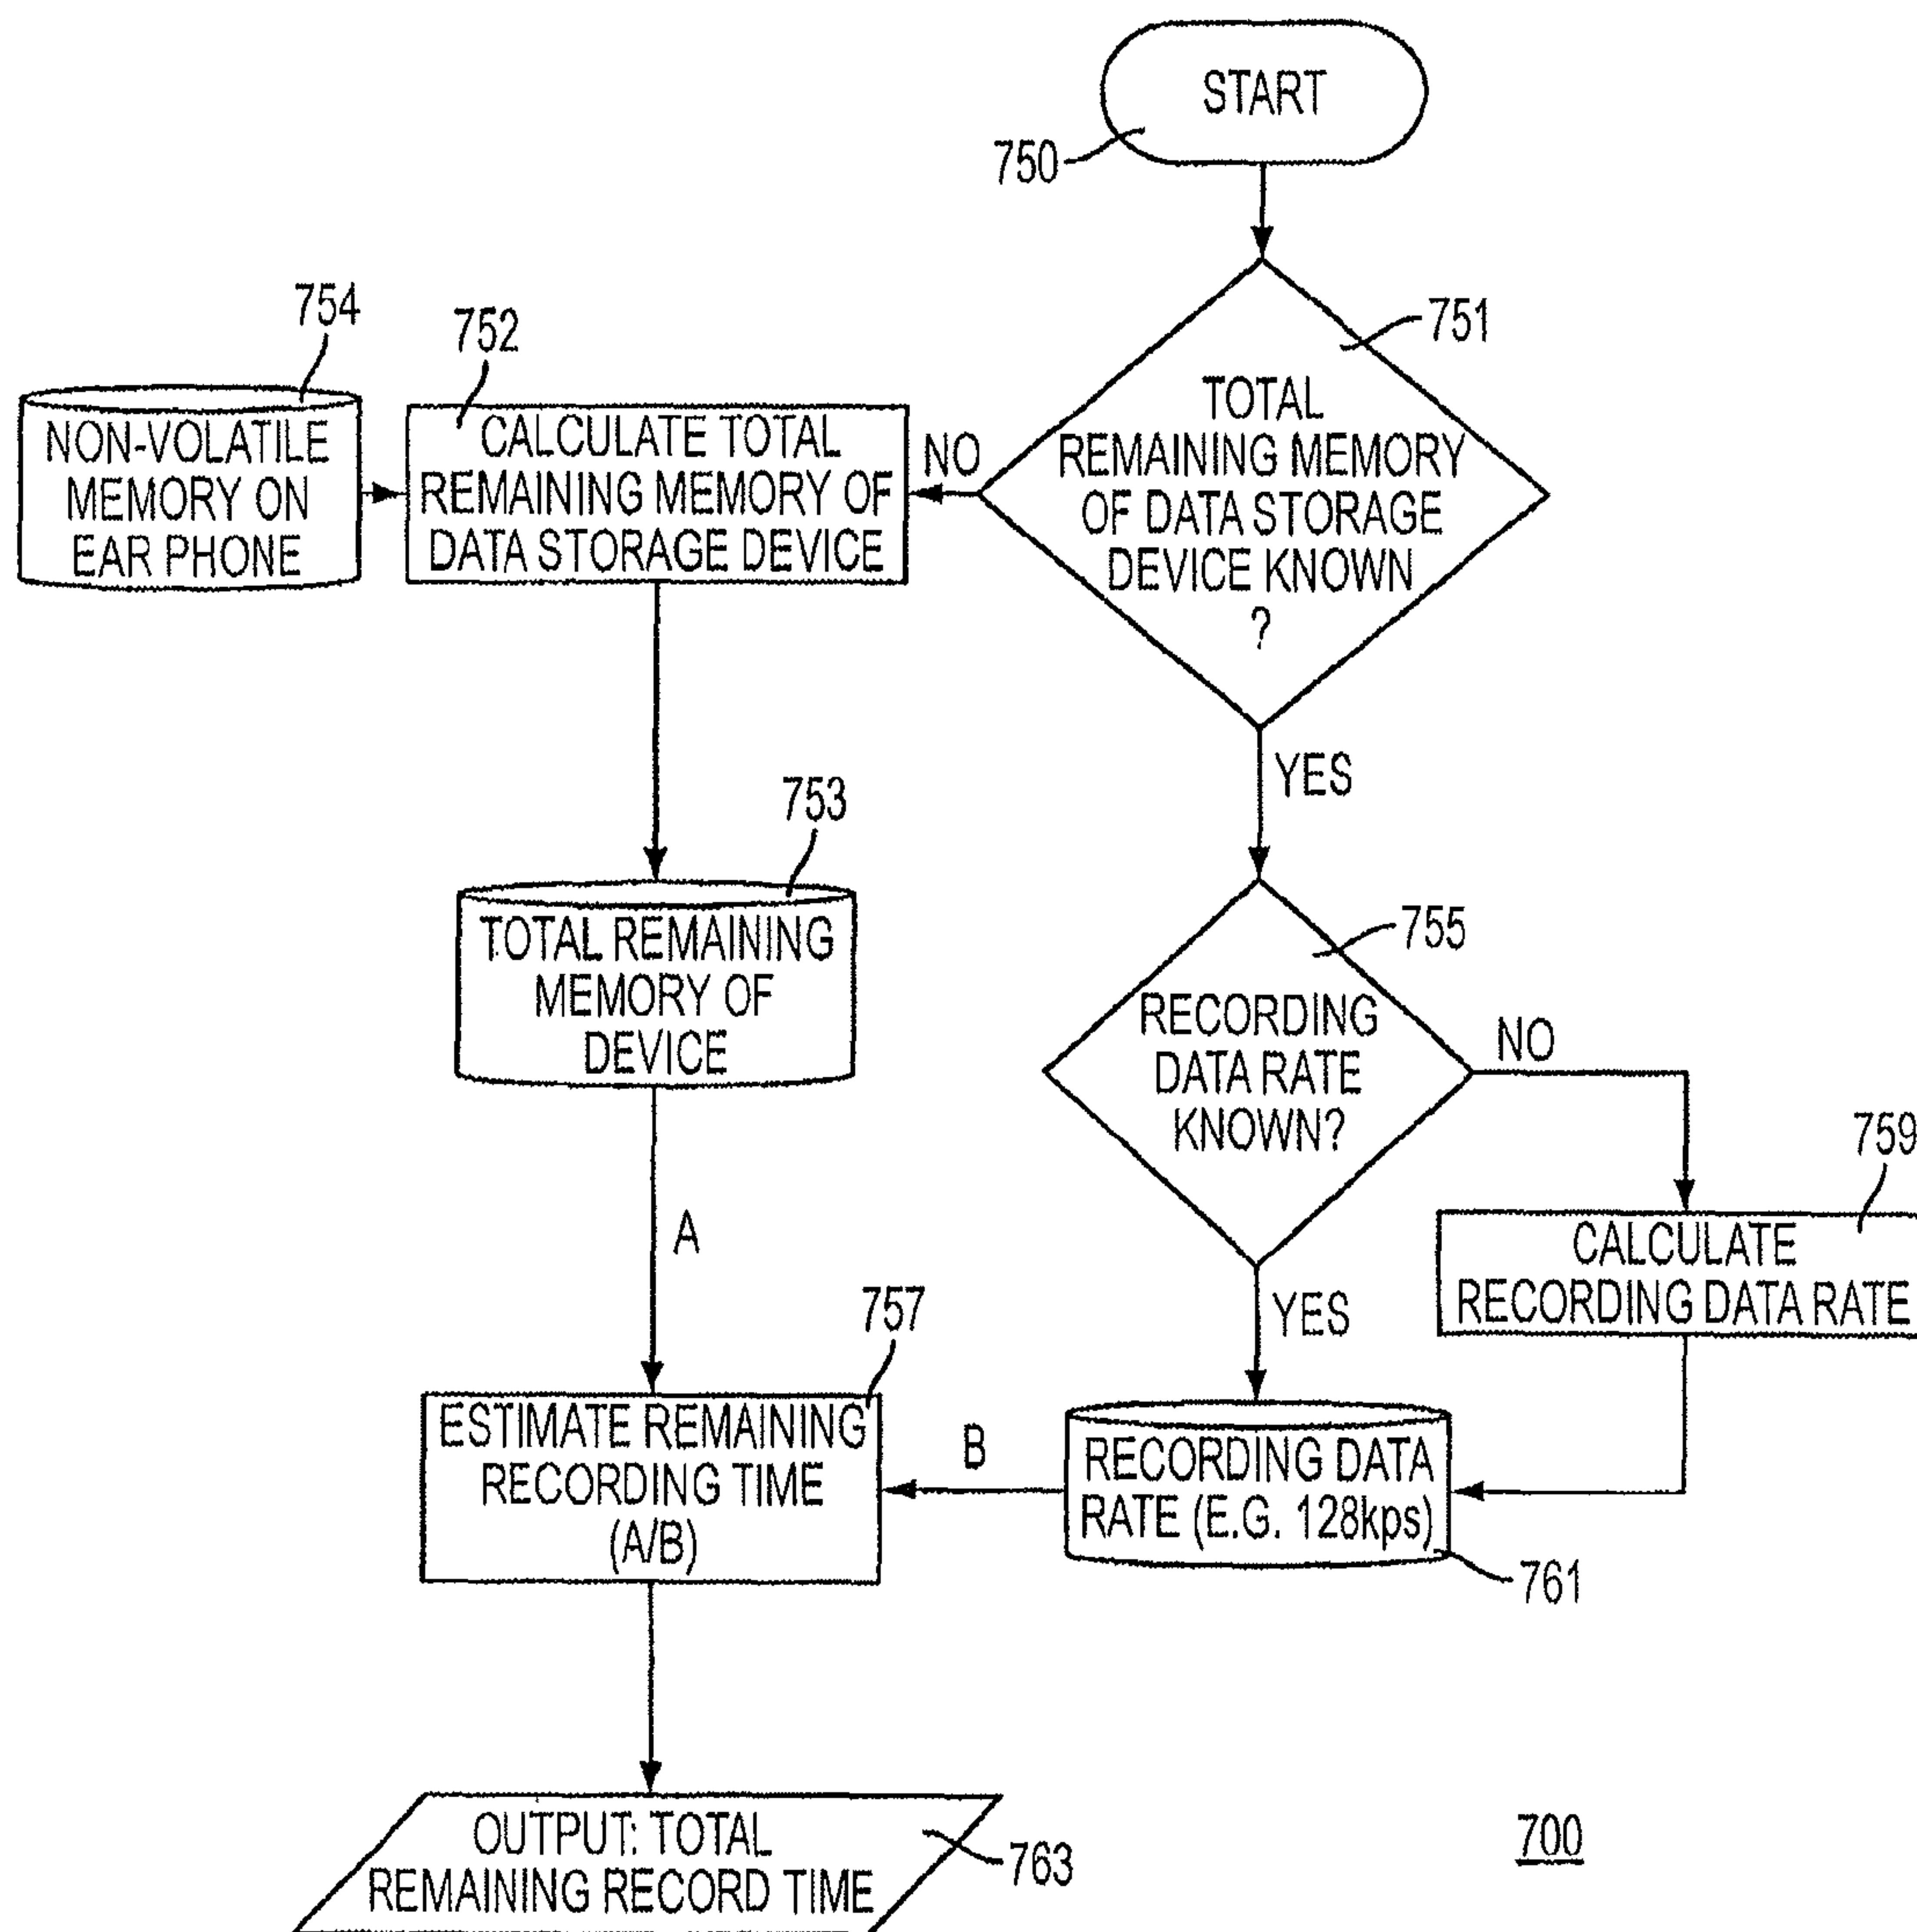 START
750
751
TOTAL
REMAINING MEMORY
OF DATA STORAGE
DEVICE KNOWN
?
NO
752
CALCULATE TOTAL
REMAINING MEMORY OF
DATA STORAGE DEVICE
754
NON-VOLATILE
MEMORY ON
EAR PHONE
YES
753
TOTAL REMAINING
MEMORY OF
DEVICE
755
RECORDING
DATA RATE
KNOWN?
NO
759
CALCULATE
RECORDING DATA RATE
A
YES
757
ESTIMATE REMAINING
RECORDING TIME
(A/B)
B
RECORDING DATA
RATE (E.G. 128kps)
761
OUTPUT: TOTAL
REMAINING RECORD TIME
763
700